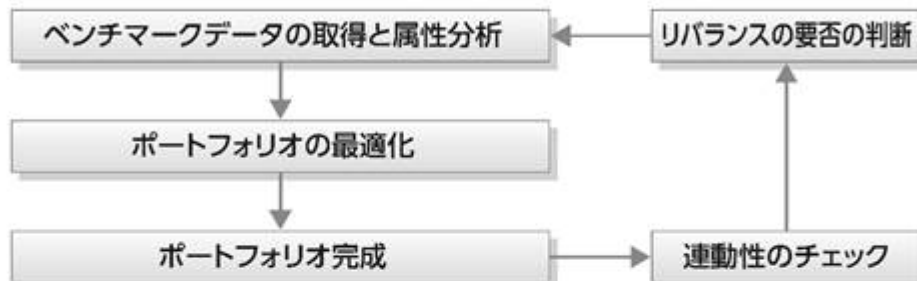 ベンチマークデータの取得と属性分析
リバランスの要否の判断
ポートフォリオの最適化
ポートフォリオ完成
連動性のチェック